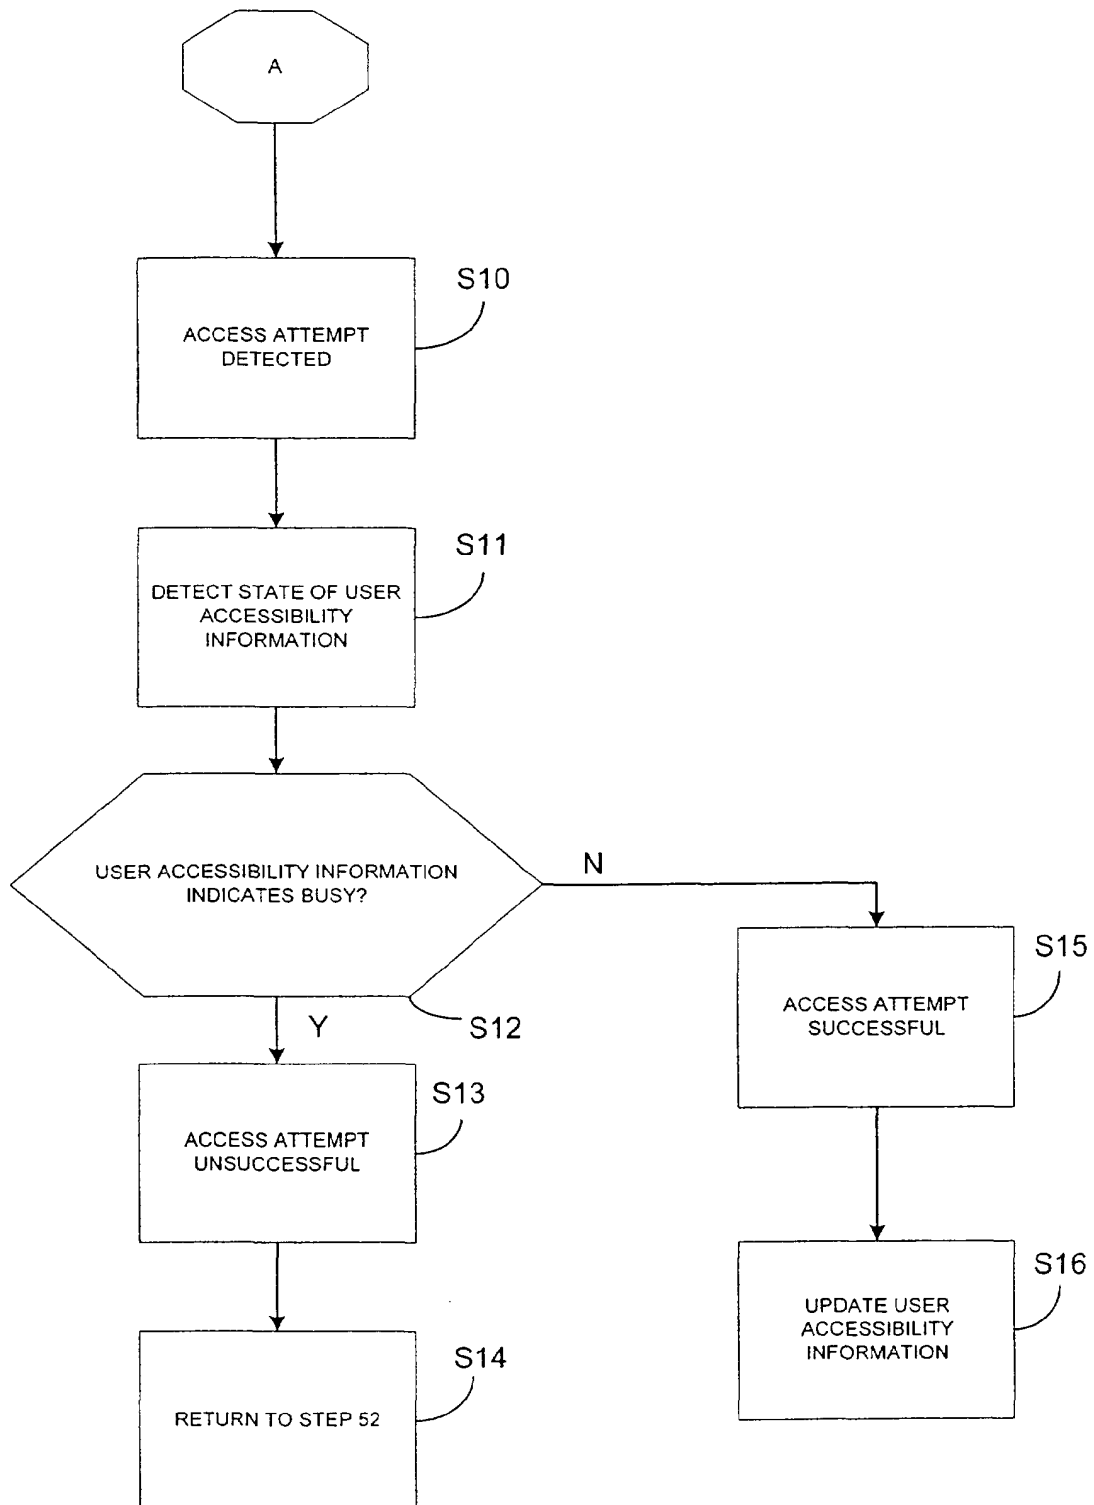 A
S10
ACCESS ATTEMPT
DETECTED
S11
DETECT STATE OF USER
ACCESSIBILITY
INFORMATION
USER ACCESSIBILITY INFORMATION
INDICATES BUSY?
N
S12
Y
S15
ACCESS ATTEMPT
SUCCESSFUL
S13
ACCESS ATTEMPT
UNSUCCESSFUL
S16
UPDATE USER
ACCESSIBILITY
INFORMATION
S14
RETURN TO STEP 52